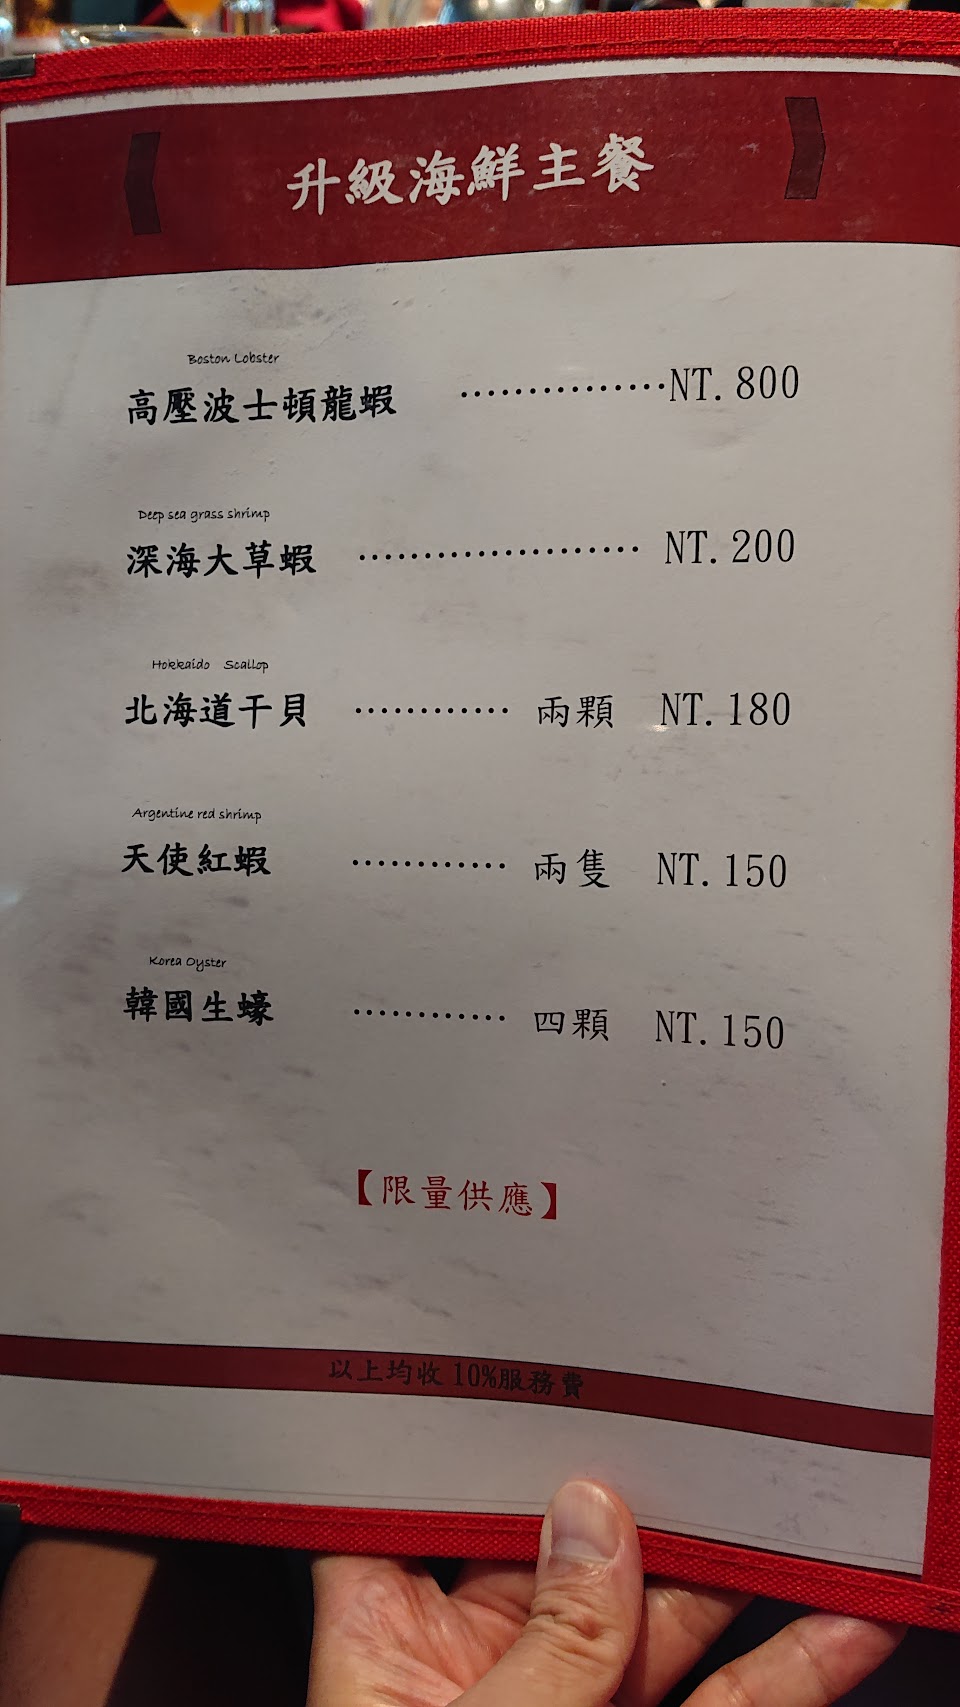 升級海鮮主餐
Boston Lobster
高壓波士頓龍蝦 ……………NT. 800
Deep sea grass shrimp
深海大草蝦 ………………… NT. 200
Hokkaido Scallop
北海道干貝 ………… 兩顆 NT. 180
Argentine red shrimp
天使紅蝦 ………… 兩隻 NT. 150
Korea Oyster
韓國生蠔 ………… 四顆 NT. 150
【限量供應】
以上均收 10%服務費